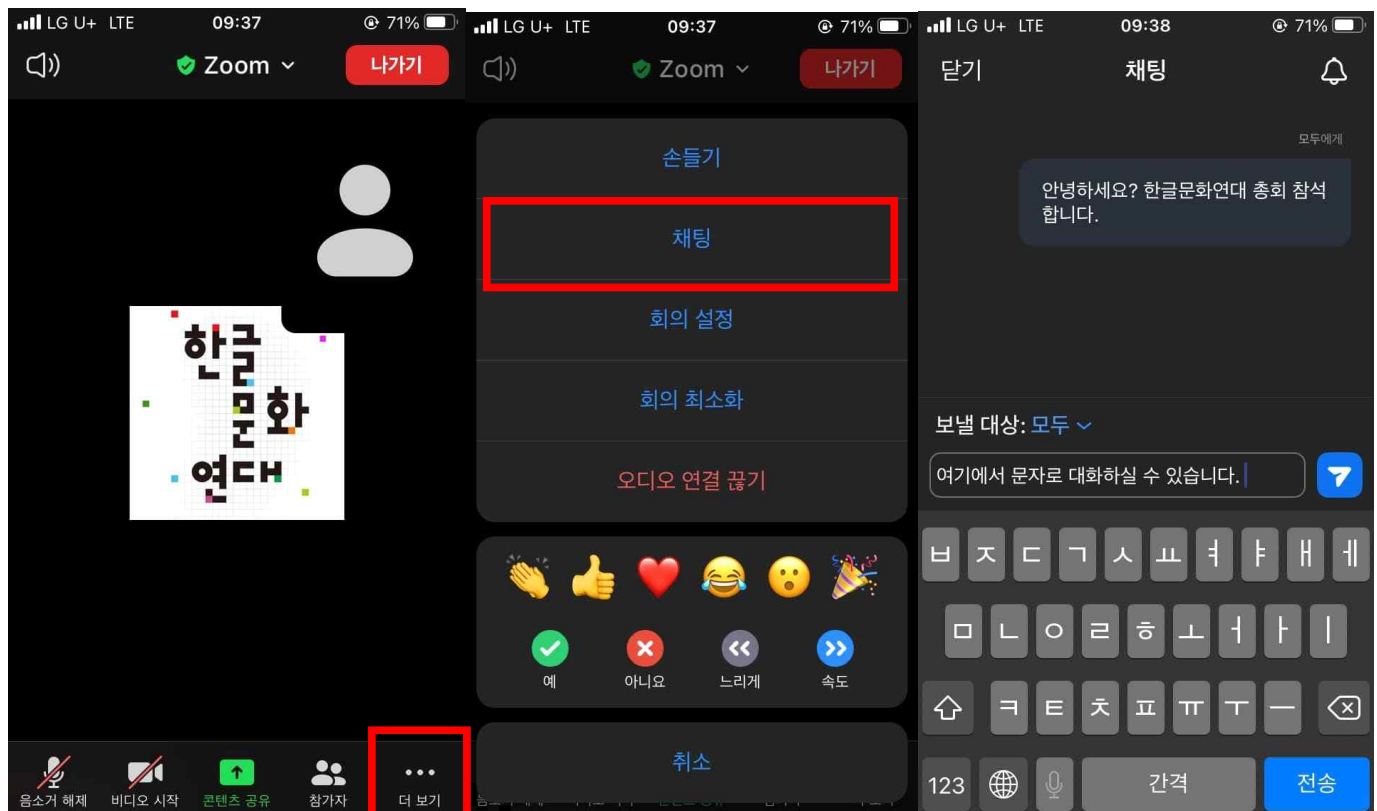 LG U+ LTE 09:37 71%
Zoom 나가기
한글
문화
연대
음소거 해제 비디오 시작 콘텐츠 공유 참가자 더 보기
LG U+ LTE 09:37 71%
Zoom 나가기
손들기
채팅
회의 설정
회의 최소화
오디오 연결 끊기
예 아니요 느리게 속도
취소
LG U+ LTE 09:38 71%
닫기 채팅
모두에게
안녕하세요? 한글문화연대 총회 참석
합니다.
보낼 대상: 모두
여기에서 문자로 대화하실 수 있습니다.
ㅂ ㅈ ㄷ ㄱ ㅅ ㅛ ㅕ ㅑ ㅐ ㅔ
ㅁ ㄴ ㅇ ㄹ ㅎ ㅗ ㅓ ㅏ ㅣ
ㅋ ㅌ ㅊ ㅍ ㅠ ㅜ ㅡ
123 간격 전송